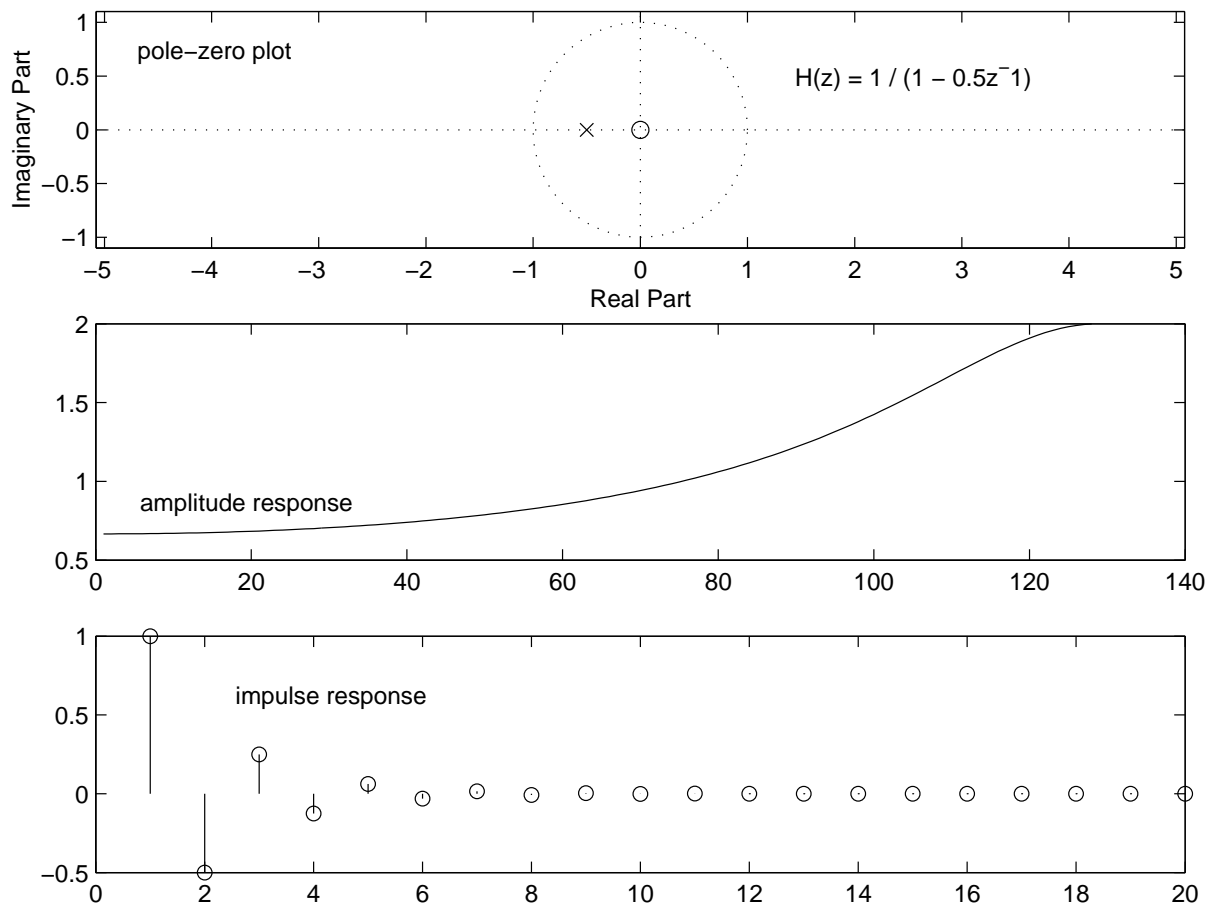 1
0.5
0
−0.5
−1
Imaginary Part
pole−zero plot
H(z) = 1 / (1 − 0.5z¯1)
−5 −4 −3 −2 −1 0 1 2 3 4 5
Real Part
2
1.5
1
0.5
amplitude response
0 20 40 60 80 100 120 140
1
0.5
0
−0.5
impulse response
0 2 4 6 8 10 12 14 16 18 20